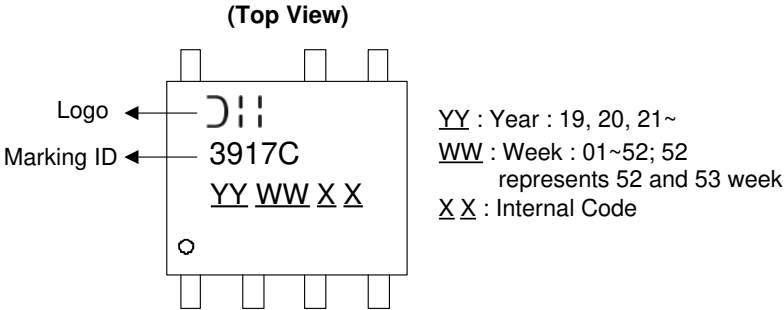 (Top View)
Logo
Marking ID
3917C
YY WW X X
YY : Year : 19, 20, 21~
WW : Week : 01~52; 52
represents 52 and 53 week
X X : Internal Code